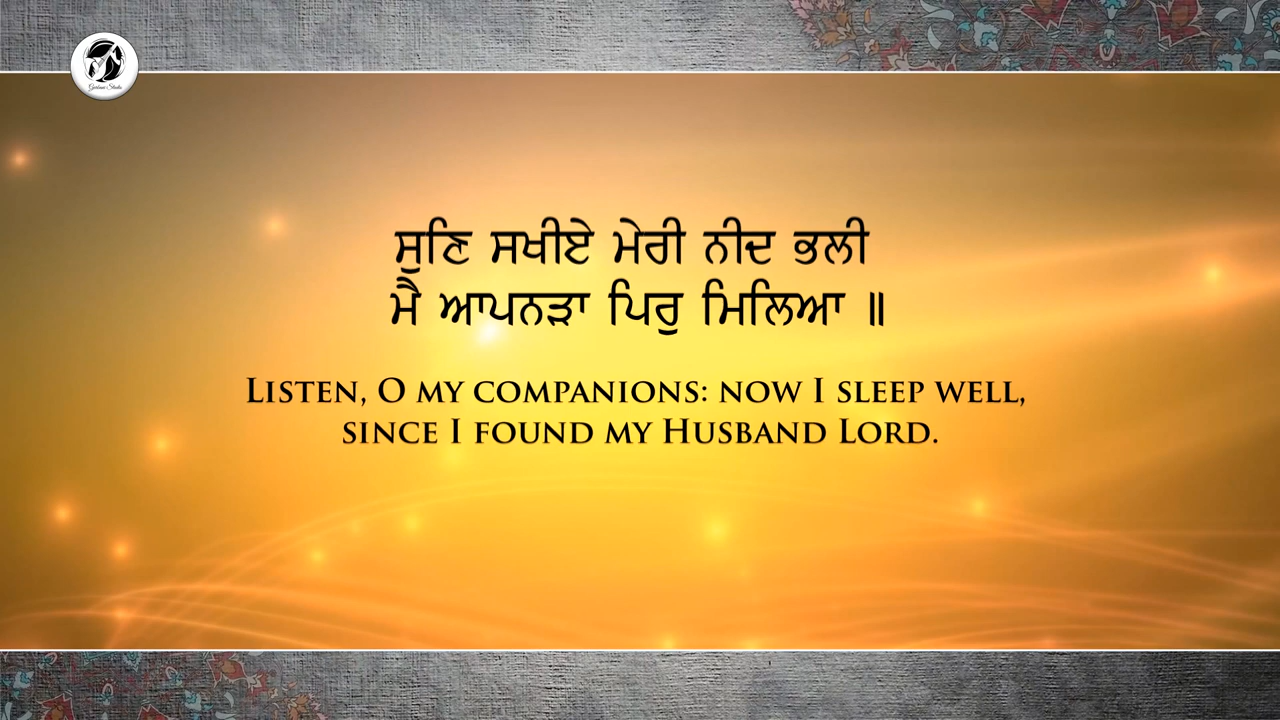 ਸੁਣਿ ਸਖੀਏ ਮੇਰੀ ਨੀਦ ਭਲੀ
ਮੈ ਆਪਨੜਾ ਪਿਰੁ ਮਿਲਿਆ ॥
Listen, O my companions: now I sleep well,
since I found my Husband Lord.